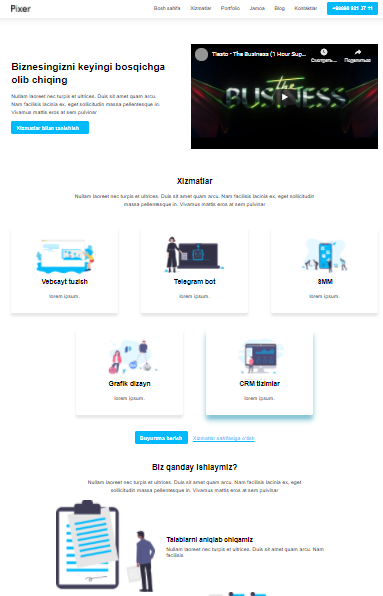 Pixer
Bosh sahifa Xizmatlar Portfolio Jamoa Blog Kontaktlar
Tiesto - The Business (1 Hour Sup...
Смотреть...
Поделиться
the
BUSINESS
Biznesingizni keyingi bosqichga
olib chiqing
Nullam laoreet nec turpis et ultrices. Duis sit amet quam arcu.
Nam facilisis lacinia ex, eget sollicitudin massa pellentesque in.
Vivamus mattis eros at sem pulvinar
Xizmatlar bilan tanishish
Xizmatlar
Nullam laoreet nec turpis et ultrices. Duis sit amet quam arcu. Nam facilisis lacinia ex, eget sollicitudin
massa pellentesque in. Vivamus mattis eros at sem pulvinar
Vebsayt tuzish
lorem ipsum.
Telegram bot
lorem ipsum.
SMM
lorem ipsum.
Grafik dizayn
lorem ipsum.
CRM tizimlar
lorem ipsum.
Buyurtma berish
Xizmatlar sahifasiga o'tish
Biz qanday ishlaymiz?
Nullam laoreet nec turpis et ultrices. Duis sit amet quam arcu. Nam facilisis lacinia ex, eget
sollicitudin massa pellentesque in. Vivamus mattis eros at sem pulvinar
Talablarni aniqlab oliqamiz
Nullam laoreet nec turpis et ultrices. Duis sit amet quam arcu. Nam
facilisis